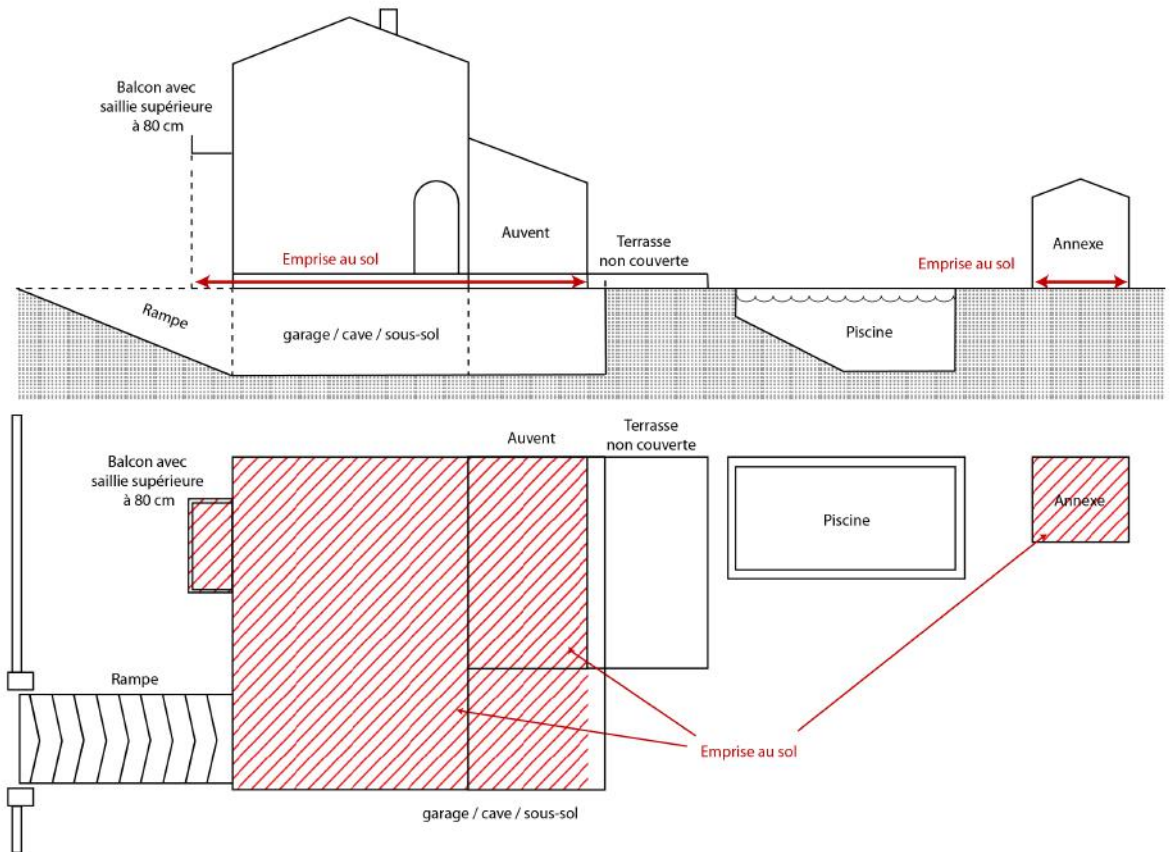 Balcon avec
saillie supérieure
à 80 cm
Emprise au sol
Auvent
Terrasse
non couverte
Emprise au sol
Annexe
Rampe
garage / cave / sous-sol
Piscine
Balcon avec
saillie supérieure
à 80 cm
Auvent
Terrasse
non couverte
Piscine
Annexe
Rampe
Emprise au sol
garage / cave / sous-sol